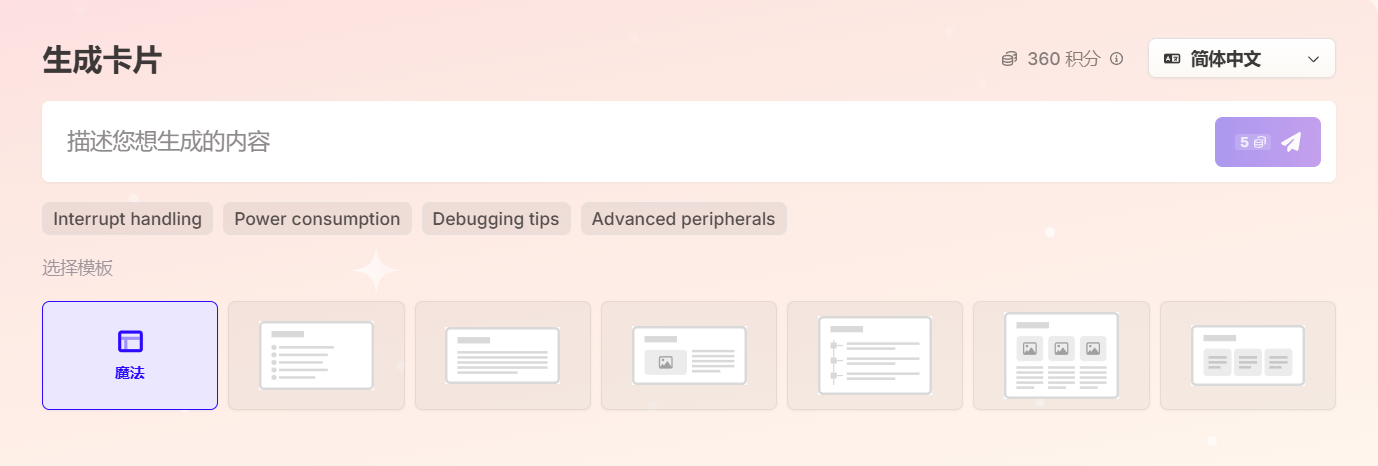 生成卡片
360 积分
简体中文
描述您想生成的内容
5
Interrupt handling
Power consumption
Debugging tips
Advanced peripherals
选择模板
魔法